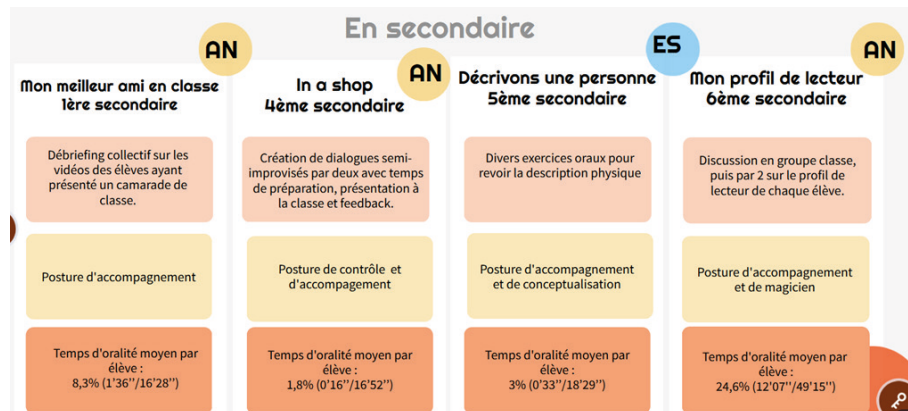 En secondaire
AN
Mon meilleur ami en classe
1ère secondaire
Débriefing collectif sur les
vidéos des élèves ayant
présenté un camarade de
classe.
Posture d'accompagnement
Temps d'oralité moyen par
élève :
8,3% (1'36''/16'28'')
AN
In a shop
4ème secondaire
Création de dialogues semi-
improvisés par deux avec temps
de préparation, présentation à
la classe et feedback.
Posture de contrôle et
d'accompagement
Temps d'oralité moyen par
élève :
1,8% (0'16''/16'52'')
ES
Décrivons une personne
5ème secondaire
Divers exercices oraux pour
revoir la description physique
Posture d'accompagnement
et de conceptualisation
Temps d'oralité moyen par
élève :
3% (0'33''/18'29'')
AN
Mon profil de lecteur
6ème secondaire
Discussion en groupe classe,
puis par 2 sur le profil de
lecteur de chaque élève.
Posture d'accompagnement
et de magicien
Temps d'oralité moyen par
élève :
24,6% (12'07''/49'15'')